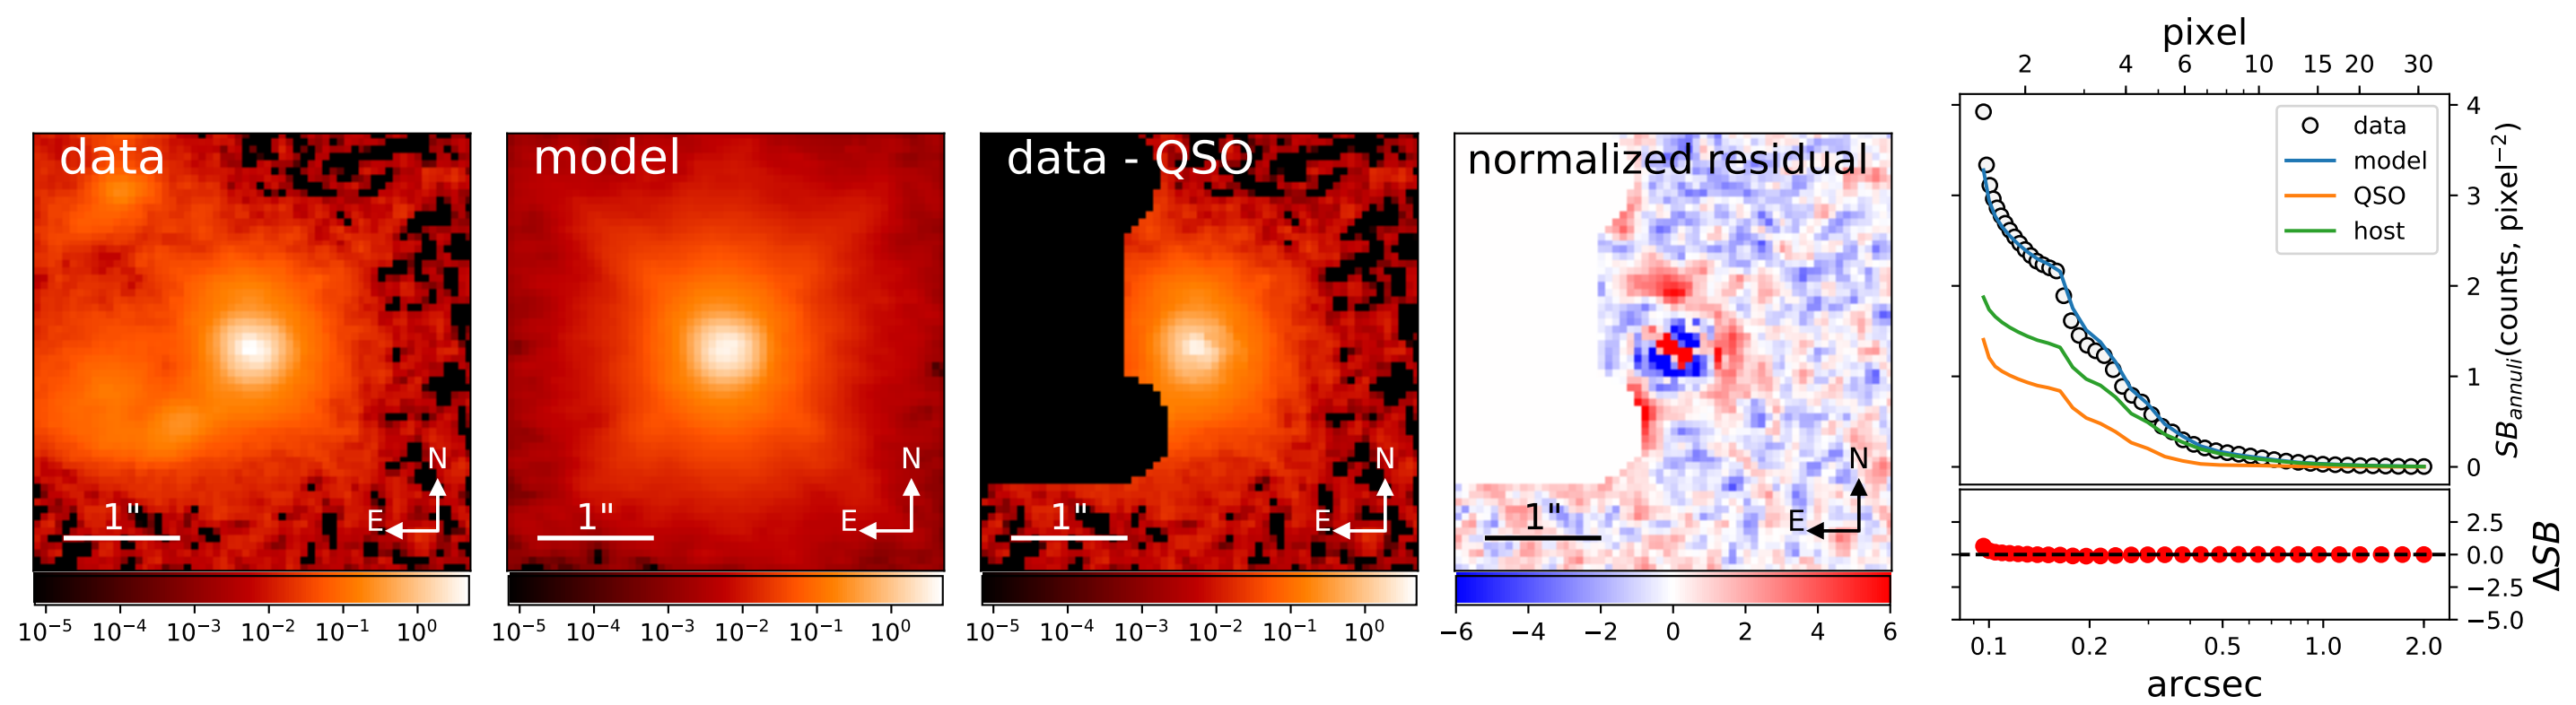 data
N
E
1"
10⁻⁵ 10⁻⁴ 10⁻³ 10⁻² 10⁻¹ 10⁰
model
N
E
1"
10⁻⁵ 10⁻⁴ 10⁻³ 10⁻² 10⁻¹ 10⁰
data - QSO
N
E
1"
10⁻⁵ 10⁻⁴ 10⁻³ 10⁻² 10⁻¹ 10⁰
normalized residual
N
E
1"
−6 −4 −2 0 2 4 6
pixel
2 4 6 10 15 20 30
data
model
QSO
host
4
3
2
1
0
SB_annuli(counts, pixel⁻²)
2.5
0.0
−2.5
−5.0
ΔSB
0.1 0.2 0.5 1.0 2.0
arcsec